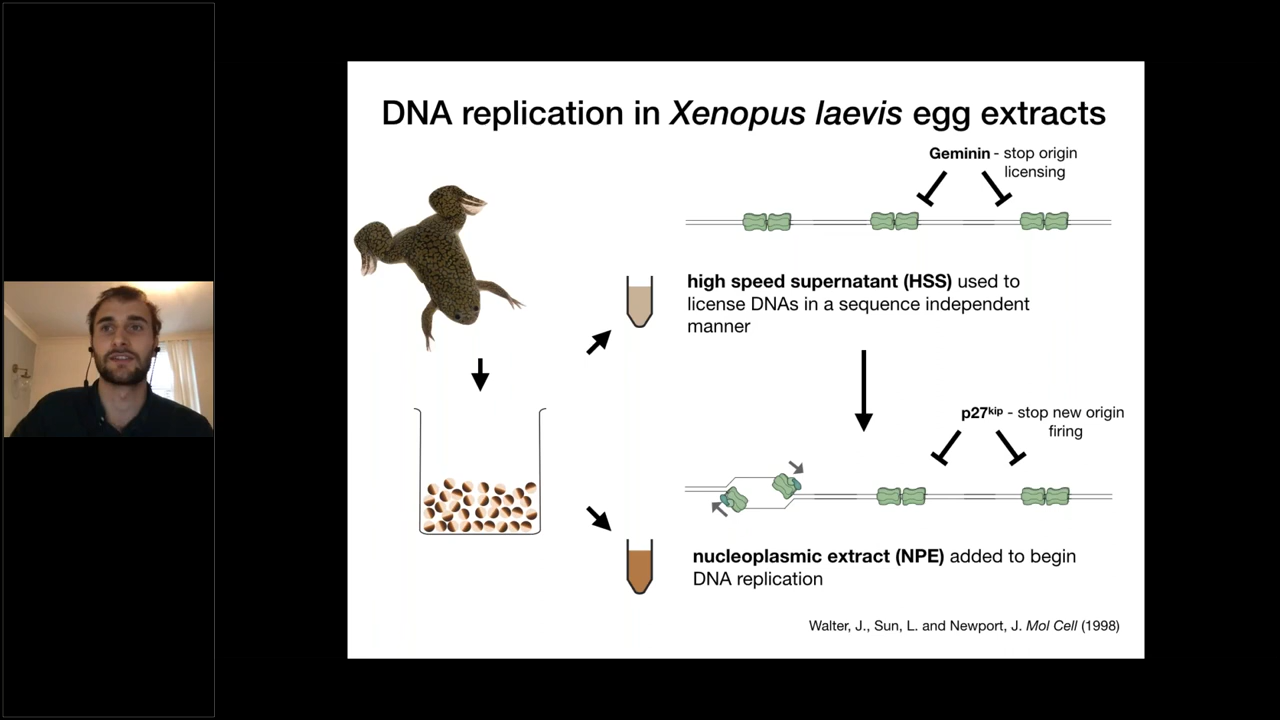 DNA replication in Xenopus laevis egg extracts
Geminin - stop origin
licensing
high speed supernatant (HSS) used to
license DNAs in a sequence independent
manner
p27kip - stop new origin
firing
nucleoplasmic extract (NPE) added to begin
DNA replication
Walter, J., Sun, L. and Newport, J. Mol Cell (1998)